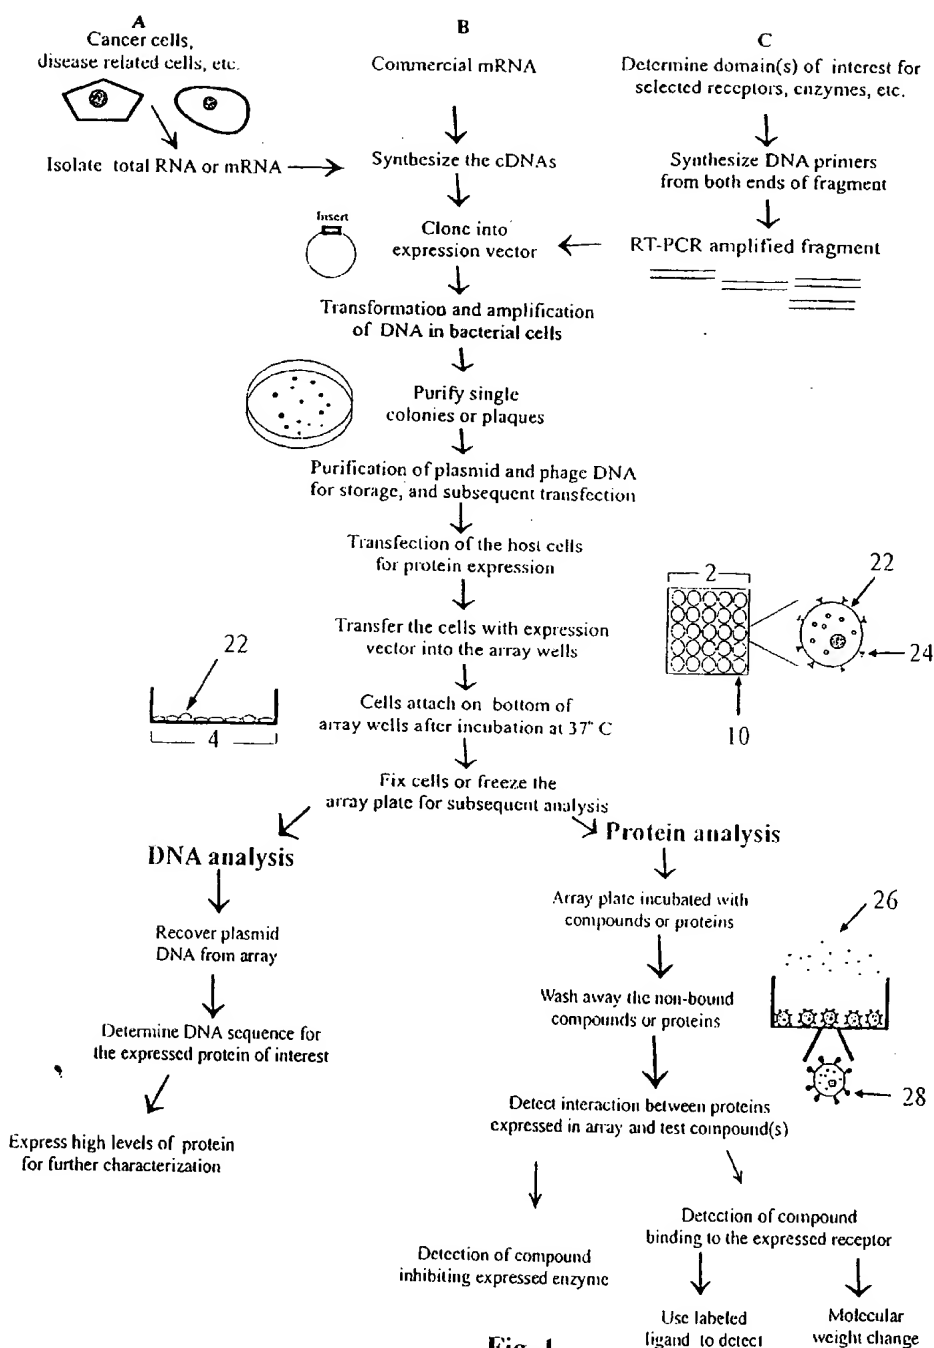 A
Cancer cells,
disease related cells, etc.
Isolate total RNA or mRNA
B
Commercial mRNA
Synthesize the cDNAs
C
Determine domain(s) of interest for
selected receptors, enzymes, etc.
Synthesize DNA primers
from both ends of fragment
RT-PCR amplified fragment
Insert
Clone into
expression vector
Transformation and amplification
of DNA in bacterial cells
Purify single
colonies or plaques
Purification of plasmid and phage DNA
for storage, and subsequent transfection
Transfection of the host cells
for protein expression
Transfer the cells with expression
vector into the array wells
2
22
24
10
22
4
Cells attach on bottom of
array wells after incubation at 37° C
Fix cells or freeze the
array plate for subsequent analysis
DNA analysis
Recover plasmid
DNA from array
Determine DNA sequence for
the expressed protein of interest
Express high levels of protein
for further characterization
Protein analysis
Array plate incubated with
compounds or proteins
Wash away the non-bound
compounds or proteins
26
28
Detect interaction between proteins
expressed in array and test compound(s)
Detection of compound
inhibiting expressed enzyme
Detection of compound
binding to the expressed receptor
Use labeled
ligand to detect
Molecular
weight change
Fig. 1